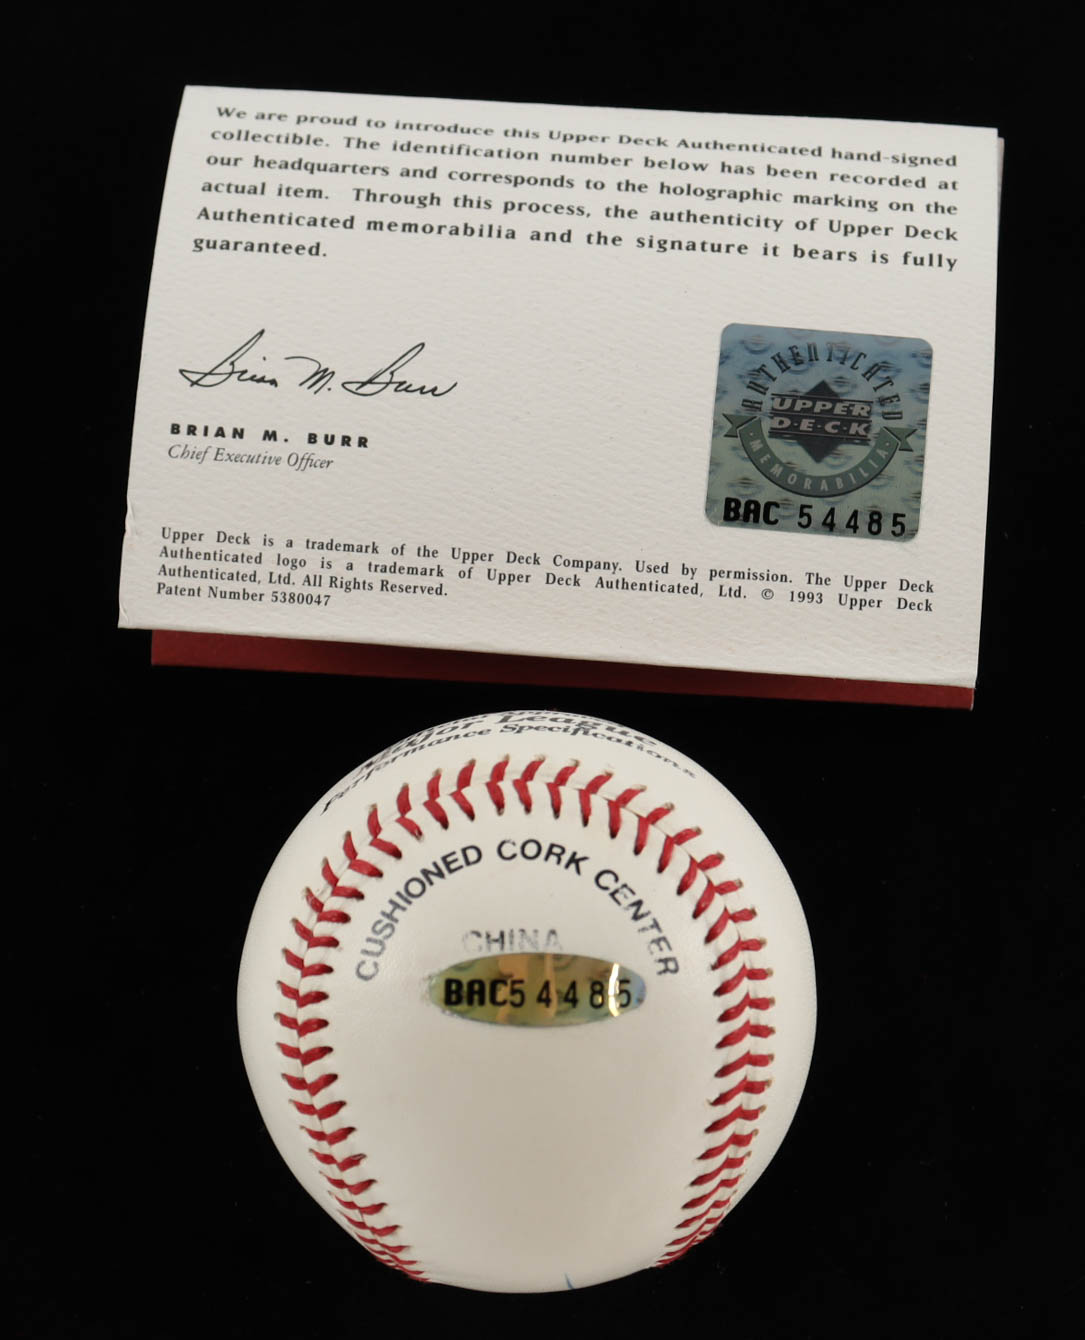 We are proud to introduce this Upper Deck Authenticated hand-signed
collectible. The identification number below has been recorded at
our headquarters and corresponds to the holographic marking on the
actual item. Through this process, the authenticity of Upper Deck
Authenticated memorabilia and the signature it bears is fully
guaranteed.
Brian M. Burr
BRIAN M. BURR
Chief Executive Officer
AUTHENTICATED
UPPER
D·E·C·K
·MEMORABILIA·
BAC 54485
Upper Deck is a trademark of the Upper Deck Company. Used by permission. The Upper Deck
Authenticated logo is a trademark of Upper Deck Authenticated, Ltd. © 1993 Upper Deck
Authenticated, Ltd. All Rights Reserved.
Patent Number 5380047
Major League
Performance Specifications
CUSHIONED CORK CENTER
CHINA
BAC54485